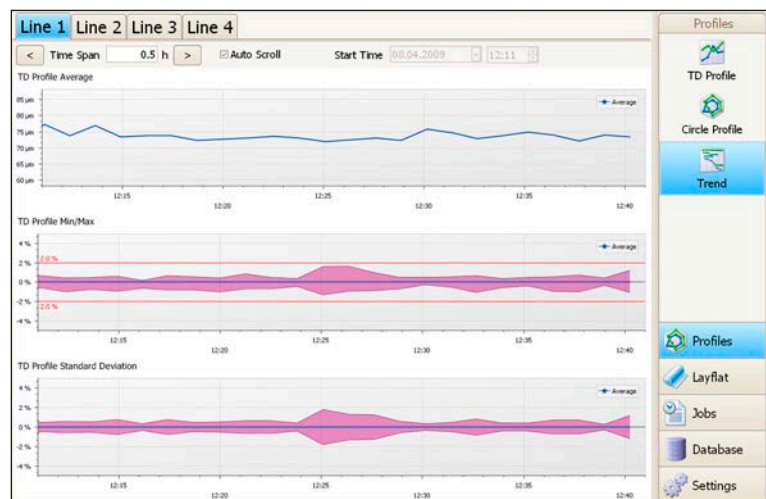 Line 1 Line 2 Line 3 Line 4
< Time Span 0.5 h > Auto Scroll Start Time 08.04.2009 12:11
TD Profile Average
Average
85 µm
80 µm
75 µm
70 µm
65 µm
60 µm
12:15 12:20 12:25 12:30 12:35 12:40
TD Profile Min/Max
Average
4 %
2 %
0 %
-2 %
-4 %
2.0 %
2.0 %
12:15 12:20 12:25 12:30 12:35 12:40
TD Profile Standard Deviation
Average
4 %
2 %
0 %
-2 %
-4 %
12:15 12:20 12:25 12:30 12:35 12:40
Profiles
TD Profile
Circle Profile
Trend
Profiles
Layflat
Jobs
Database
Settings